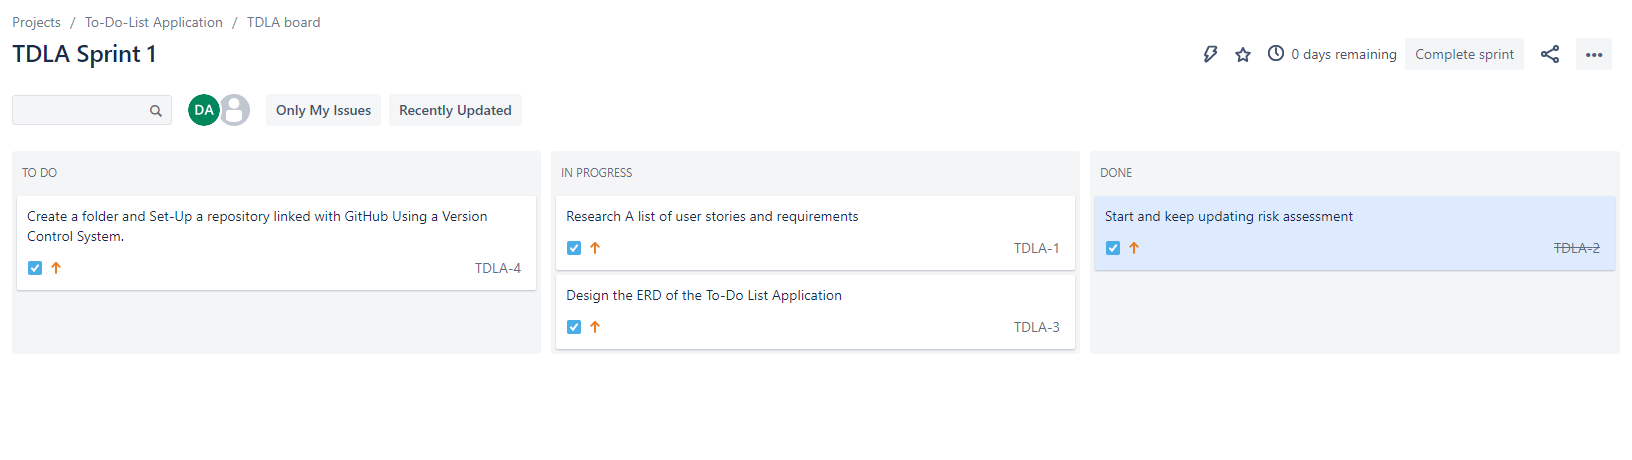 Projects / To-Do-List Application / TDLA board
TDLA Sprint 1
0 days remaining
Complete sprint
DA
Only My Issues
Recently Updated
TO DO
Create a folder and Set-Up a repository linked with GitHub Using a Version
Control System.
TDLA-4
IN PROGRESS
Research A list of user stories and requirements
TDLA-1
Design the ERD of the To-Do List Application
TDLA-3
DONE
Start and keep updating risk assessment
TDLA-2